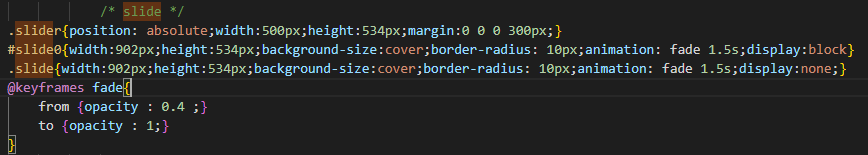 /* slide */
.slider{position: absolute;width:500px;height:534px;margin:0 0 0 300px;}
#slide0{width:902px;height:534px;background-size:cover;border-radius: 10px;animation: fade 1.5s;display:block}
.slide{width:902px;height:534px;background-size:cover;border-radius: 10px;animation: fade 1.5s;display:none;}
@keyframes fade{
from {opacity : 0.4 ;}
to {opacity : 1;}
}